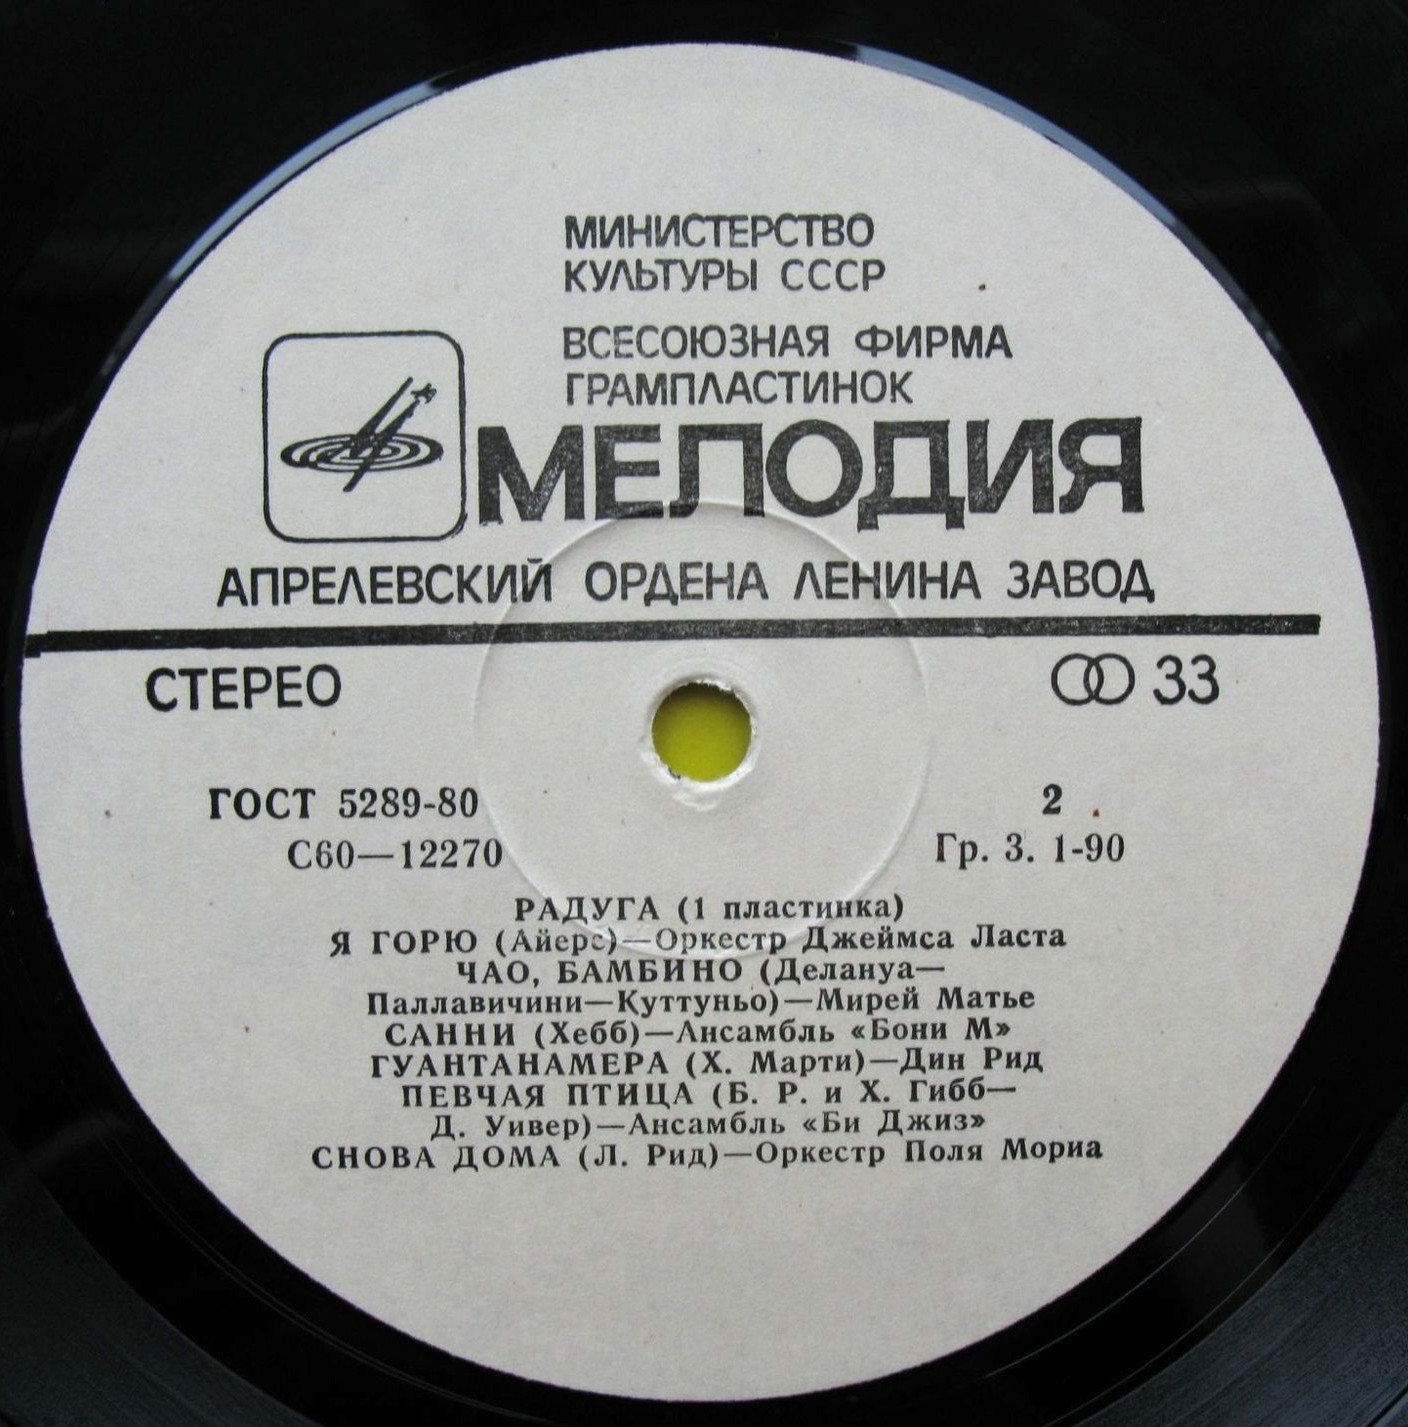 МИНИСТЕРСТВО
КУЛЬТУРЫ СССР
ВСЕСОЮЗНАЯ ФИРМА
ГРАМПЛАСТИНОК
МЕЛОДИЯ
АПРЕЛЕВСКИЙ ОРДЕНА ЛЕНИНА ЗАВОД
СТЕРЕО 33
ГОСТ 5289-80 2
С60—12270 Гр. 3. 1-90
РАДУГА (1 пластинка)
Я ГОРЮ (Айерс)—Оркестр Джеймса Ласта
ЧАО, БАМБИНО (Делануа—
Паллавичини—Куттуньо)—Мирей Матье
САННИ (Хебб)—Ансамбль «Бони М»
ГУАНТАНАМЕРА (Х. Марти)—Дин Рид
ПЕВЧАЯ ПТИЦА (Б. Р. и Х. Гибб—
Д. Уивер)—Ансамбль «Би Джиз»
СНОВА ДОМА (Л. Рид)—Оркестр Поля Мориа